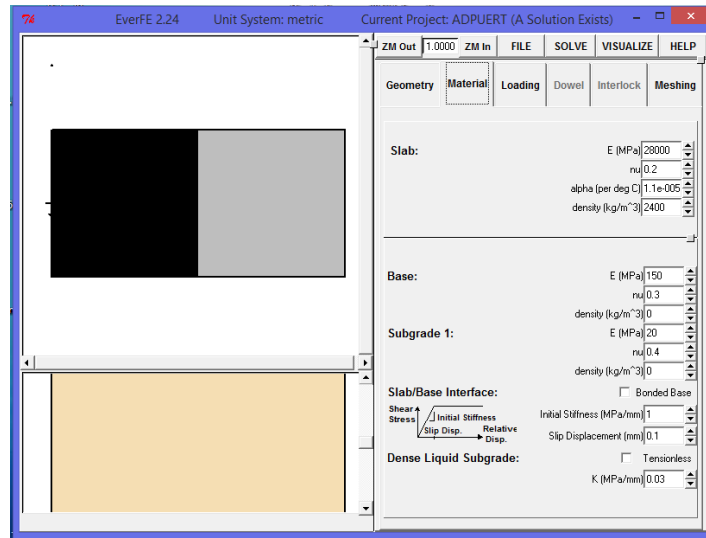 EverFE 2.24 Unit System: metric Current Project: ADPUERT (A Solution Exists)
ZM Out 1.0000 ZM In FILE SOLVE VISUALIZE HELP
Geometry Material Loading Dowel Interlock Meshing
Slab: E (MPa) 28000
nu 0.2
alpha (per deg C) 1.1e-005
density (kg/m^3) 2400
Base: E (MPa) 150
nu 0.3
density (kg/m^3) 0
Subgrade 1: E (MPa) 20
nu 0.4
density (kg/m^3) 0
Slab/Base Interface: Bonded Base
Shear
Stress
Initial Stiffness
Slip Disp.
Relative
Disp.
Initial Stiffness (MPa/mm) 1
Slip Displacement (mm) 0.1
Dense Liquid Subgrade: Tensionless
K (MPa/mm) 0.03